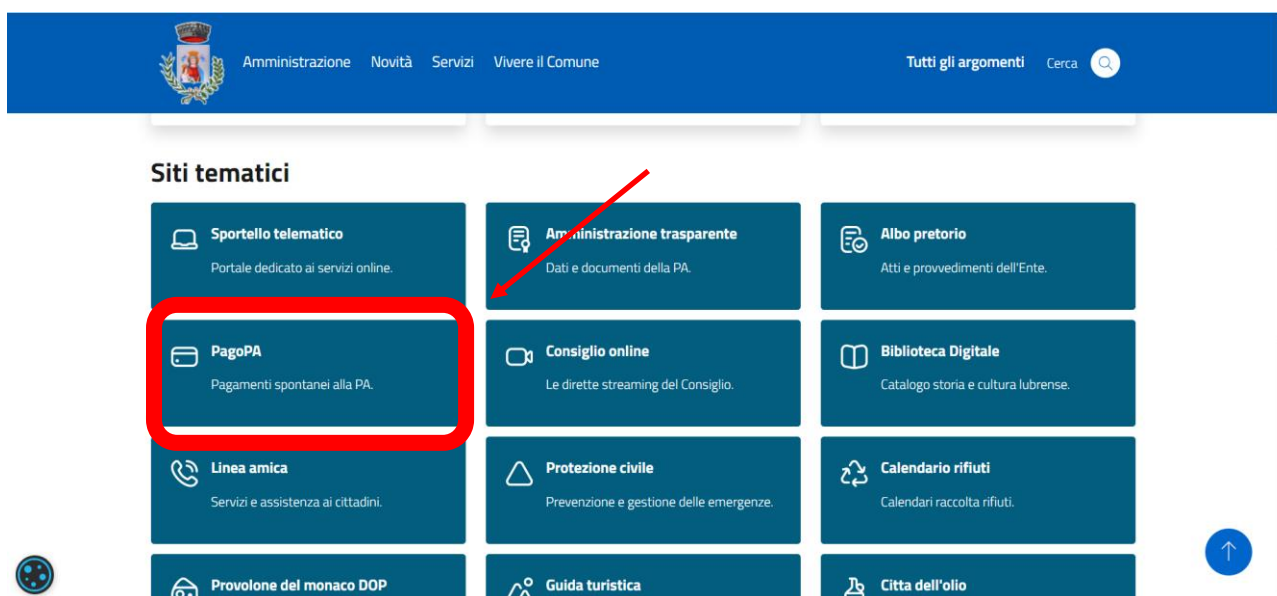 Amministrazione Novità Servizi Vivere il Comune Tutti gli argomenti Cerca
Siti tematici
Sportello telematico
Portale dedicato ai servizi online.
Amministrazione trasparente
Dati e documenti della PA.
Albo pretorio
Atti e provvedimenti dell'Ente.
PagoPA
Pagamenti spontanei alla PA.
Consiglio online
Le dirette streaming del Consiglio.
Biblioteca Digitale
Catalogo storia e cultura lubrense.
Linea amica
Servizi e assistenza ai cittadini.
Protezione civile
Prevenzione e gestione delle emergenze.
Calendario rifiuti
Calendari raccolta rifiuti.
Provolone del monaco DOP
Guida turistica
Citta dell'olio